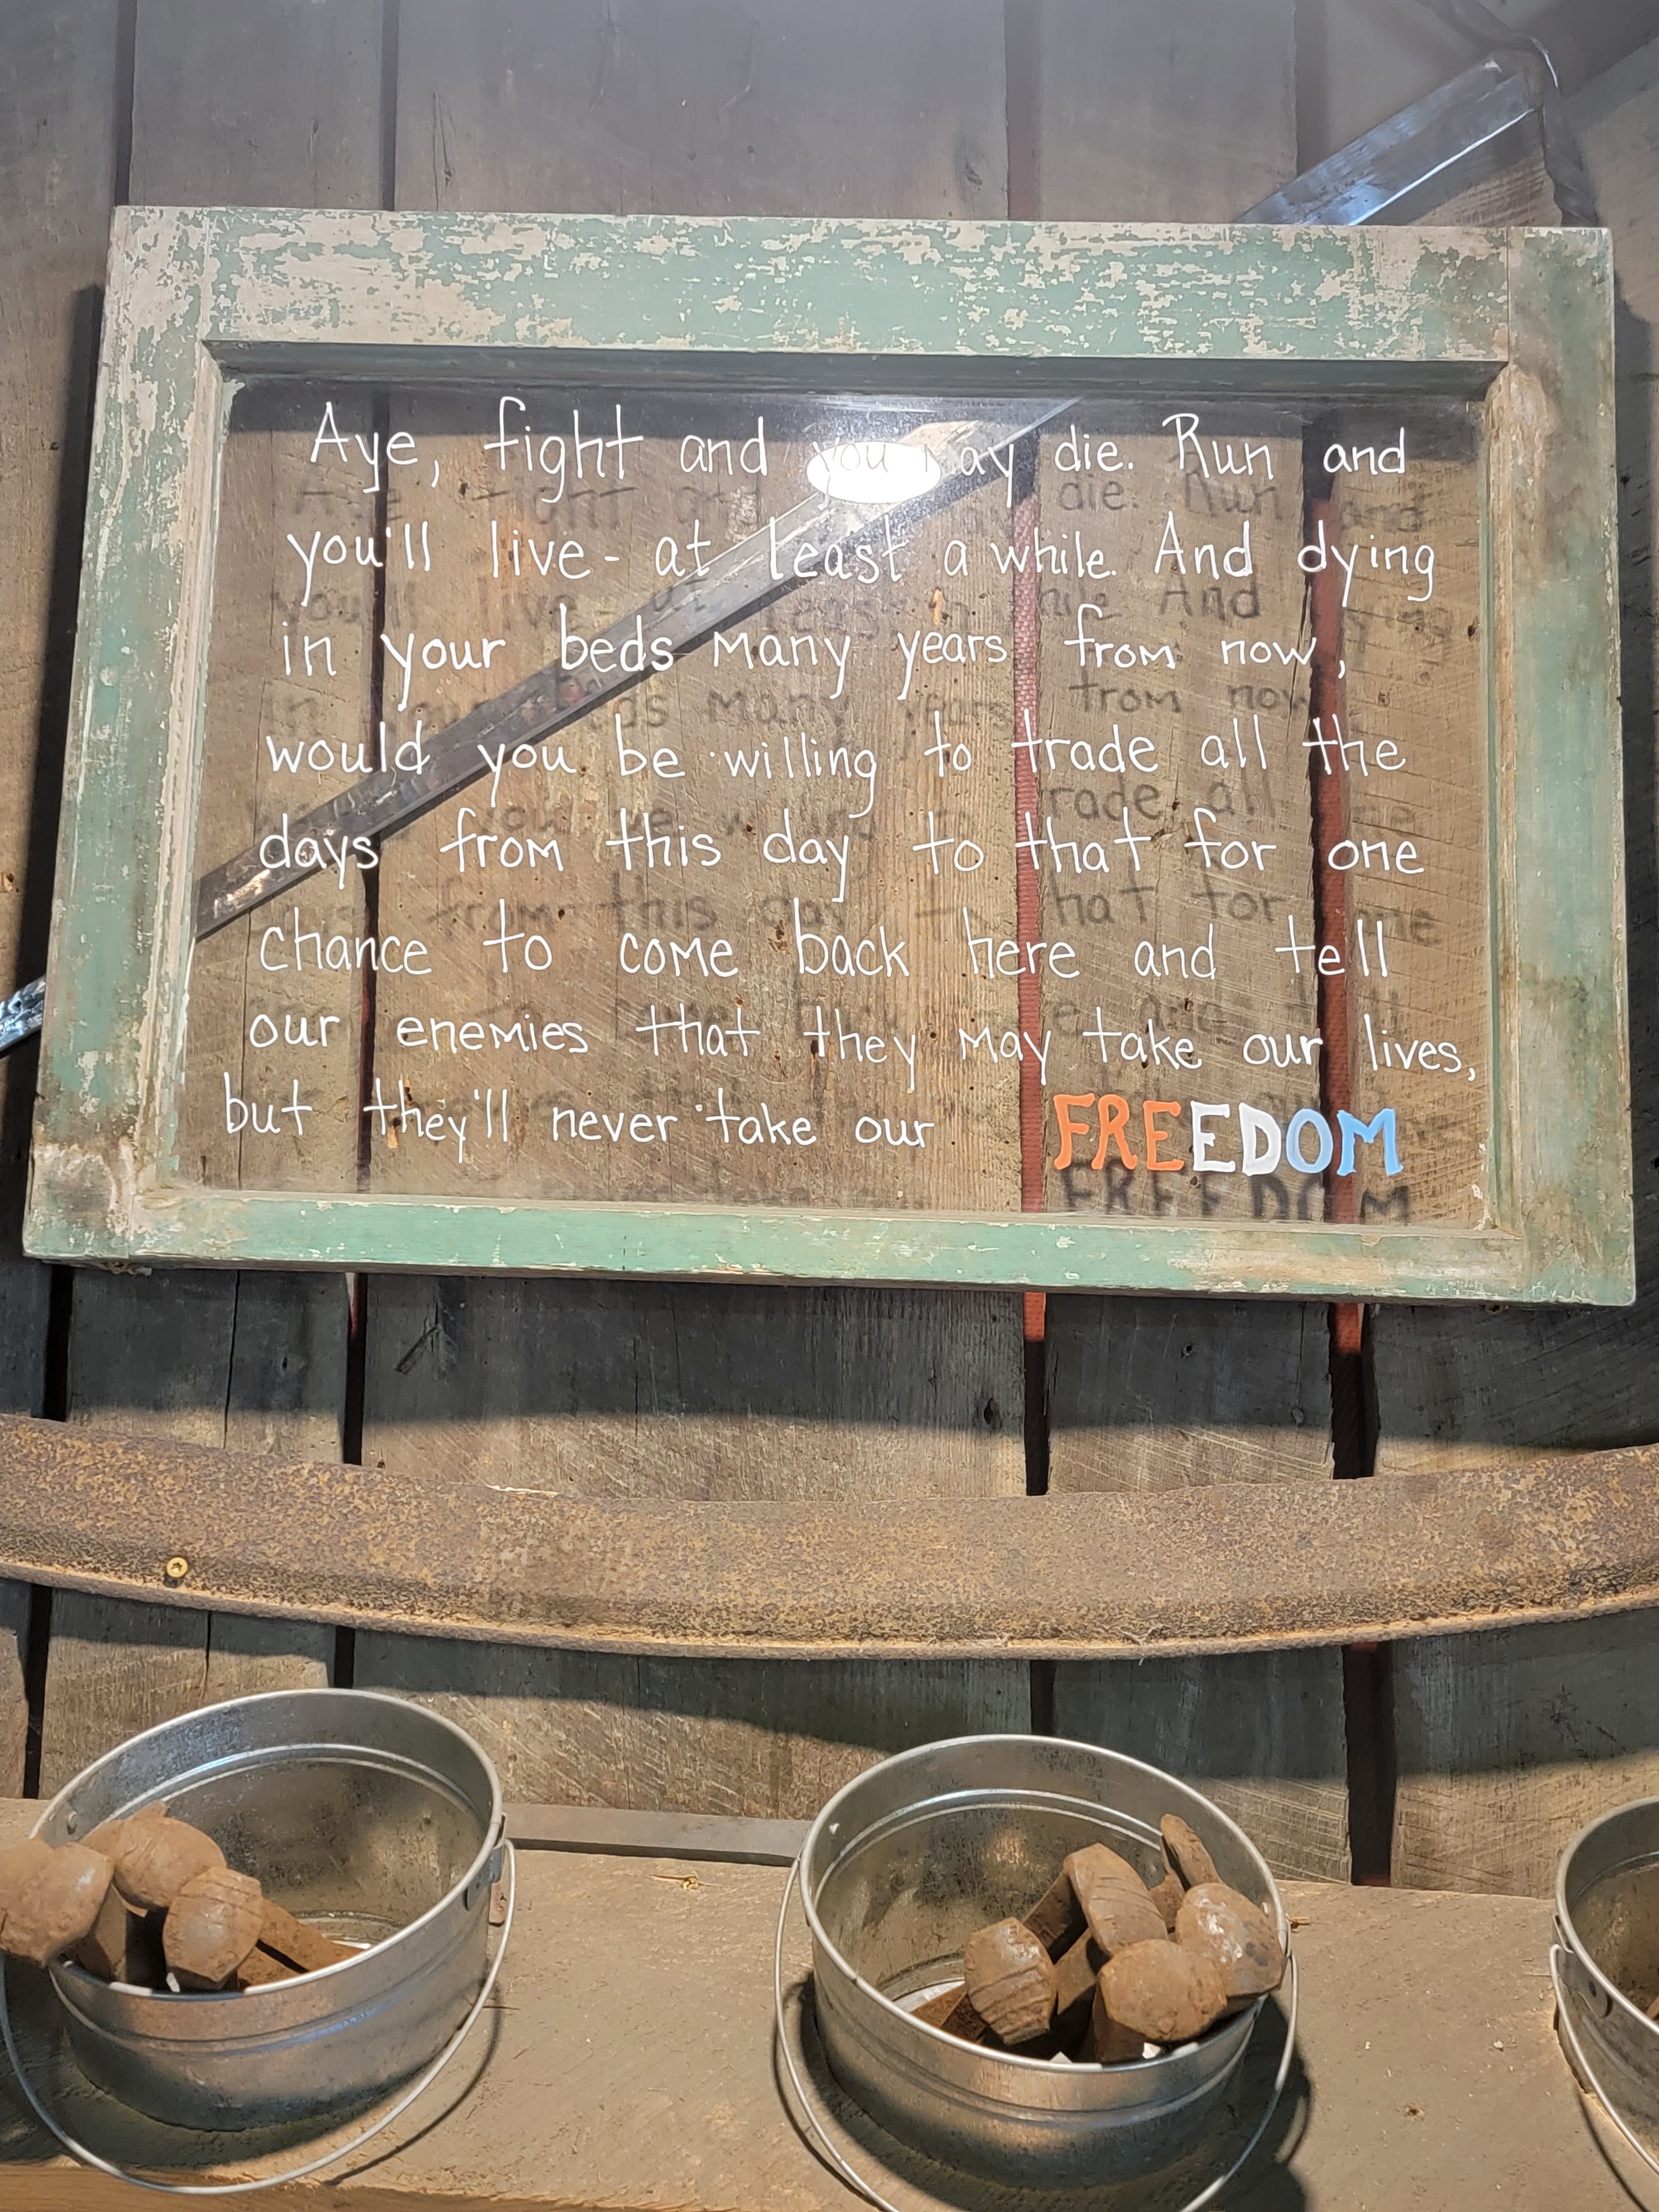 Aye, fight and you may die. Run and
you'll live - at least a while. And dying
in your beds many years from now,
would you be willing to trade all the
days from this day to that for one
chance to come back here and tell
our enemies that they may take our lives,
but they'll never take our FREEDOM